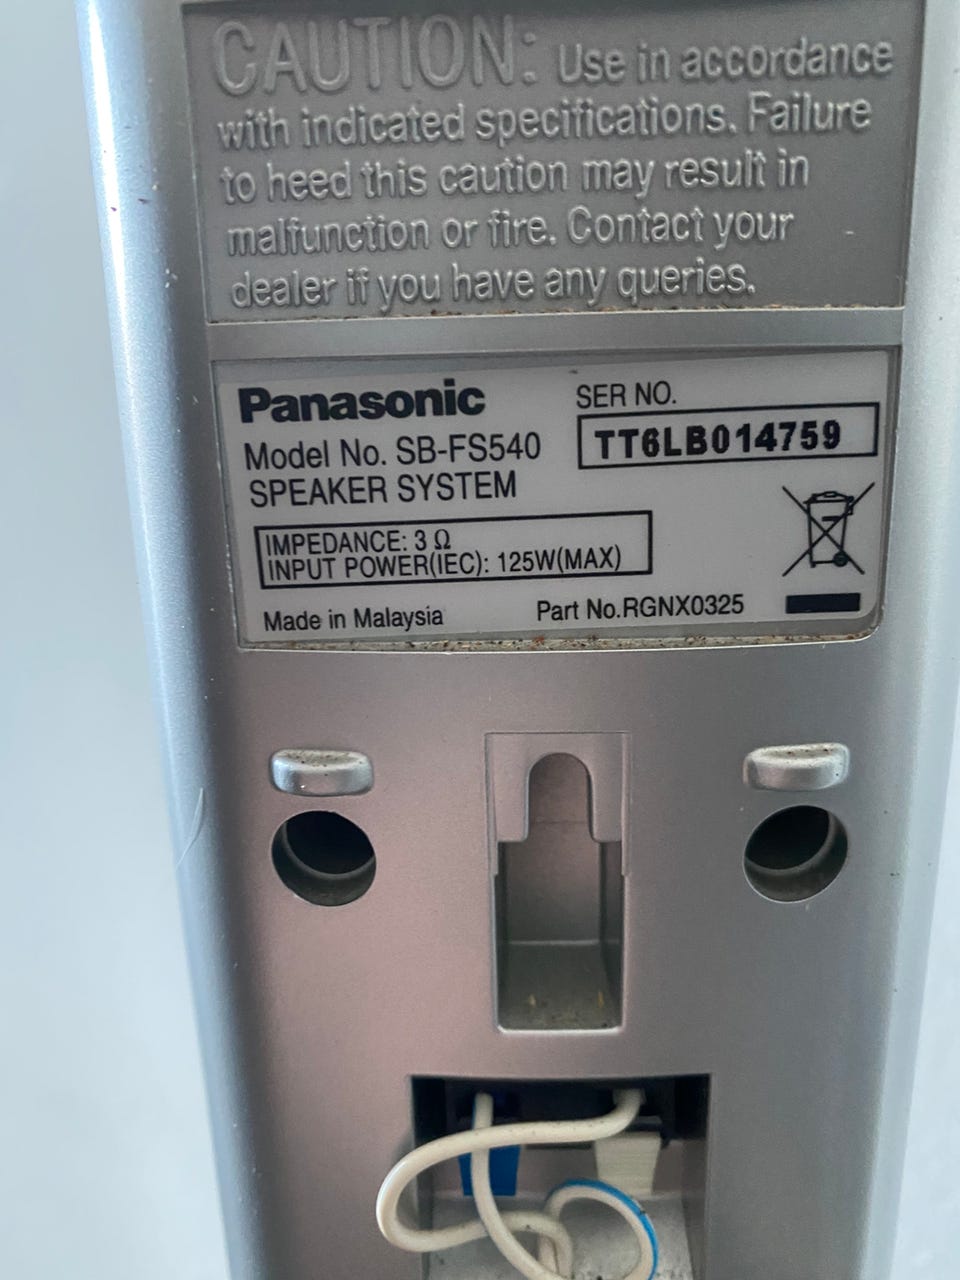 CAUTION: Use in accordance
with indicated specifications. Failure
to heed this caution may result in
malfunction or fire. Contact your
dealer if you have any queries.
Panasonic
Model No. SB-FS540
SPEAKER SYSTEM
SER NO.
TT6LB014759
IMPEDANCE: 3 Ω
INPUT POWER(IEC): 125W(MAX)
Made in Malaysia
Part No.RGNX0325